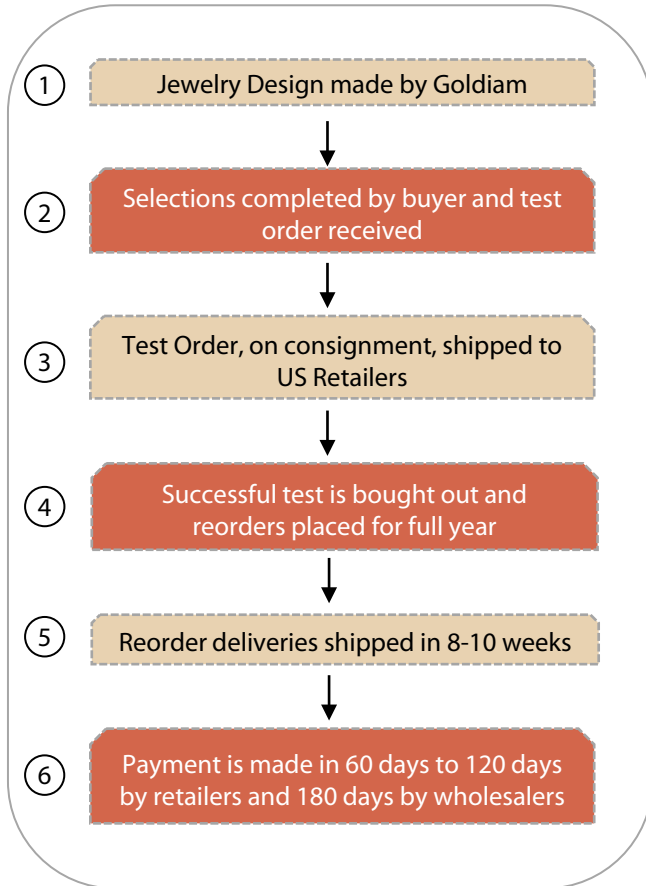 1
Jewelry Design made by Goldiam
2
Selections completed by buyer and test
order received
3
Test Order, on consignment, shipped to
US Retailers
4
Successful test is bought out and
reorders placed for full year
5
Reorder deliveries shipped in 8-10 weeks
6
Payment is made in 60 days to 120 days
by retailers and 180 days by wholesalers